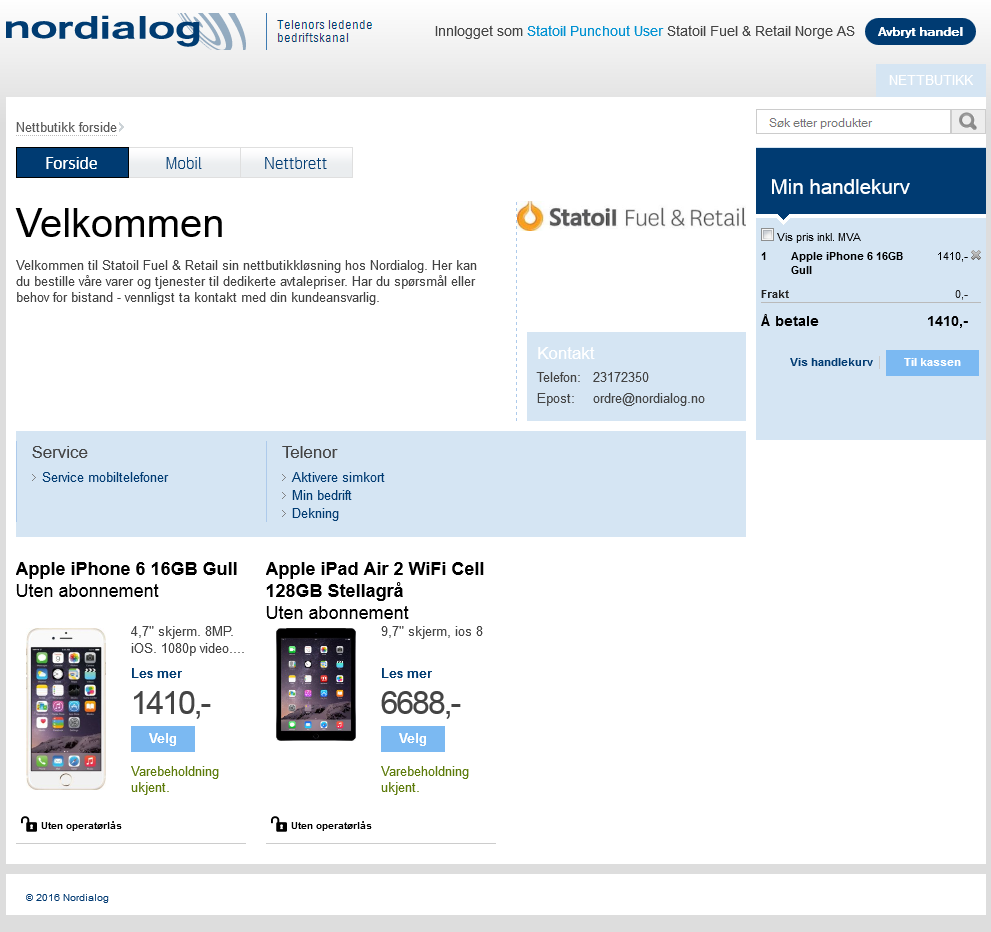 nordialog
Telenors ledende
bedriftskanal
Innlogget som Statoil Punchout User Statoil Fuel & Retail Norge AS
Avbryt handel
NETTBUTIKK
Nettbutikk forside
Forside
Mobil
Nettbrett
Velkommen
Velkommen til Statoil Fuel & Retail sin nettbutikkløsning hos Nordialog. Her kan
du bestille våre varer og tjenester til dedikerte avtalepriser. Har du spørsmål eller
behov for bistand - vennligst ta kontakt med din kundeansvarlig.
Statoil Fuel & Retail
Kontakt
Telefon: 23172350
Epost: ordre@nordialog.no
Søk etter produkter
Min handlekurv
Vis pris inkl. MVA
1 Apple iPhone 6 16GB 1410,-
Gull
Frakt 0,-
Å betale 1410,-
Vis handlekurv
Til kassen
Service
Service mobiltelefoner
Telenor
Aktivere simkort
Min bedrift
Dekning
Apple iPhone 6 16GB Gull
Uten abonnement
4,7" skjerm. 8MP.
iOS. 1080p video....
Les mer
1410,-
Velg
Varebeholdning
ukjent.
Uten operatørlås
Apple iPad Air 2 WiFi Cell
128GB Stellagrå
Uten abonnement
9,7" skjerm, ios 8
Les mer
6688,-
Velg
Varebeholdning
ukjent.
Uten operatørlås
© 2016 Nordialog